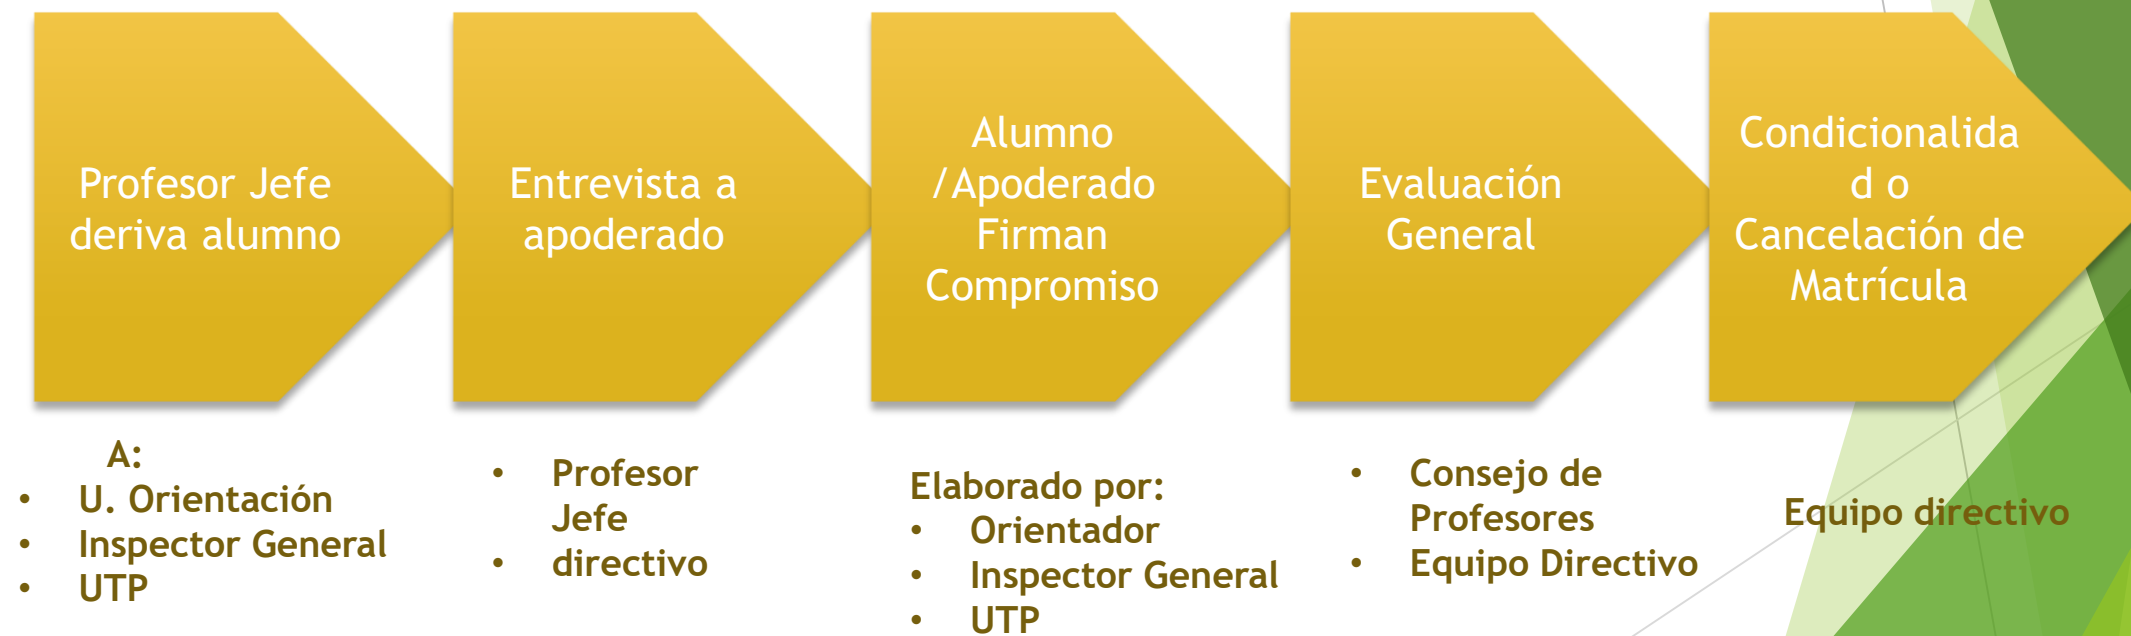 Profesor Jefe
deriva alumno
Entrevista a
apoderado
Alumno
/Apoderado
Firman
Compromiso
Evaluación
General
Condicionalida
d o
Cancelación de
Matrícula
A:
• U. Orientación
• Inspector General
• UTP
• Profesor
Jefe
• directivo
Elaborado por:
• Orientador
• Inspector General
• UTP
• Consejo de
Profesores
• Equipo Directivo
Equipo directivo